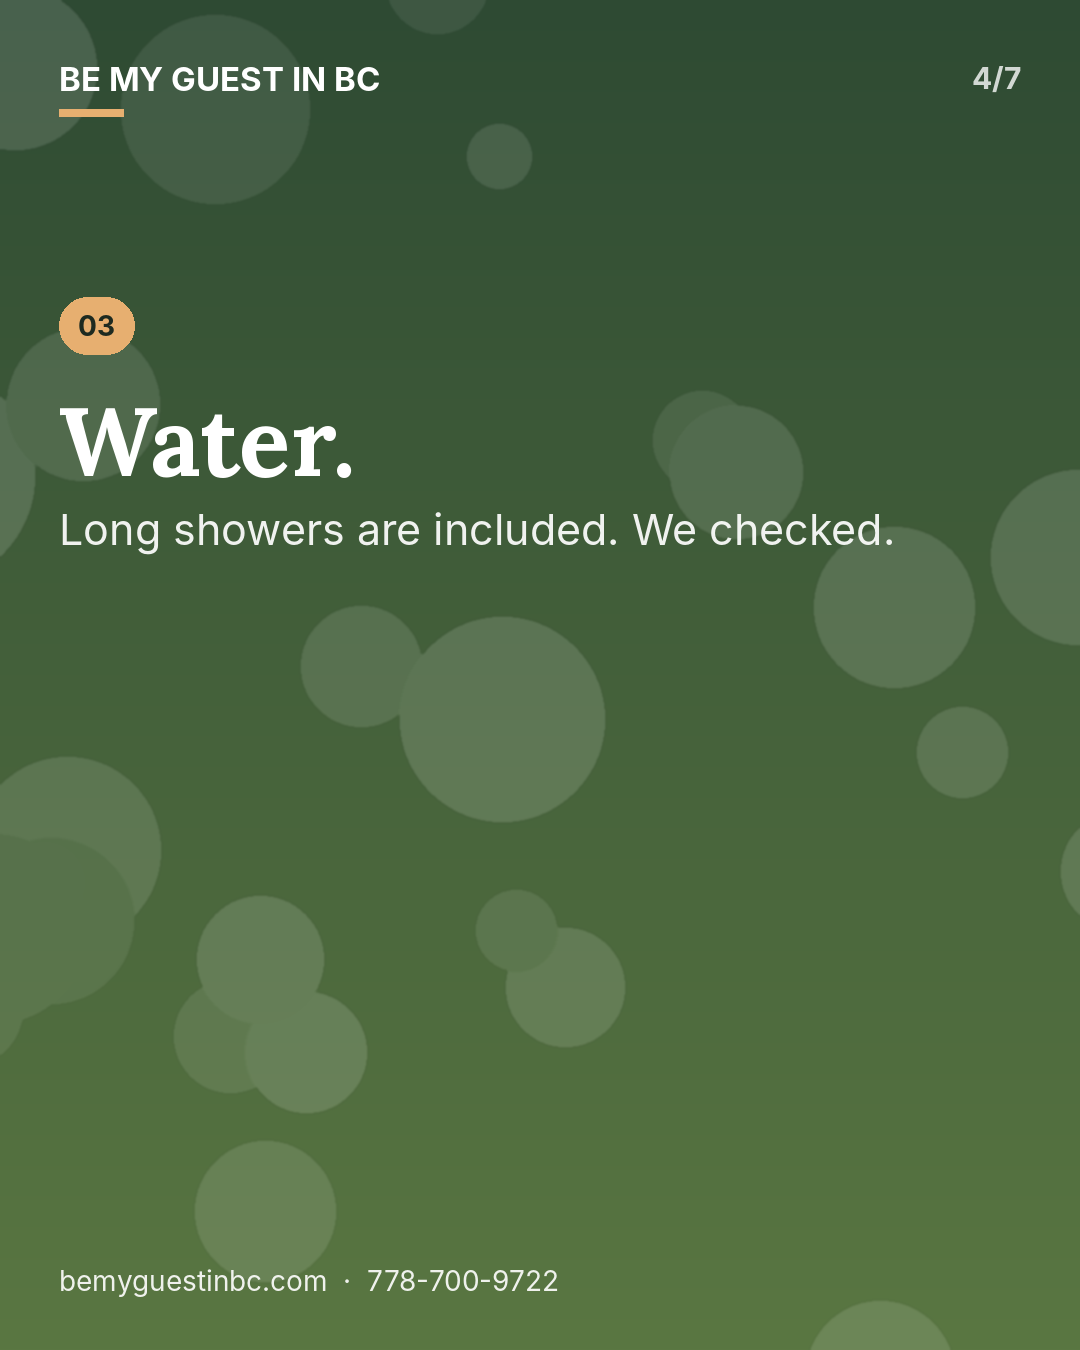 BE MY GUEST IN BC
4/7
03
Water.
Long showers are included. We checked.
bemyguestinbc.com · 778-700-9722